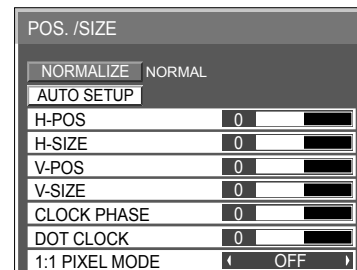 POS. /SIZE
NORMALIZE NORMAL
AUTO SETUP
H-POS 0
H-SIZE 0
V-POS 0
V-SIZE 0
CLOCK PHASE 0
DOT CLOCK 0
1:1 PIXEL MODE OFF